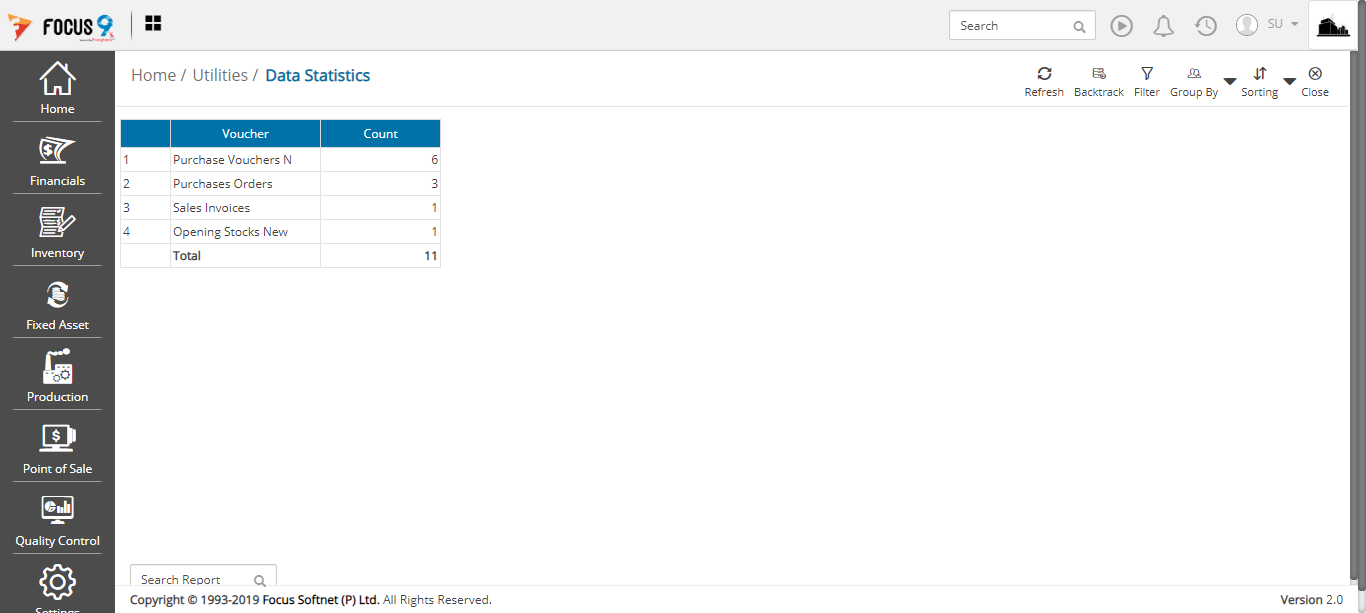 FOCUS 9
Search
SU
Home / Utilities / Data Statistics
Refresh Backtrack Filter Group By Sorting Close
Home
Financials
Inventory
Fixed Asset
Production
Point of Sale
Quality Control
Settings
Voucher Count
1 Purchase Vouchers N 6
2 Purchases Orders 3
3 Sales Invoices 1
4 Opening Stocks New 1
Total 11
Search Report
Copyright © 1993-2019 Focus Softnet (P) Ltd. All Rights Reserved.
Version 2.0